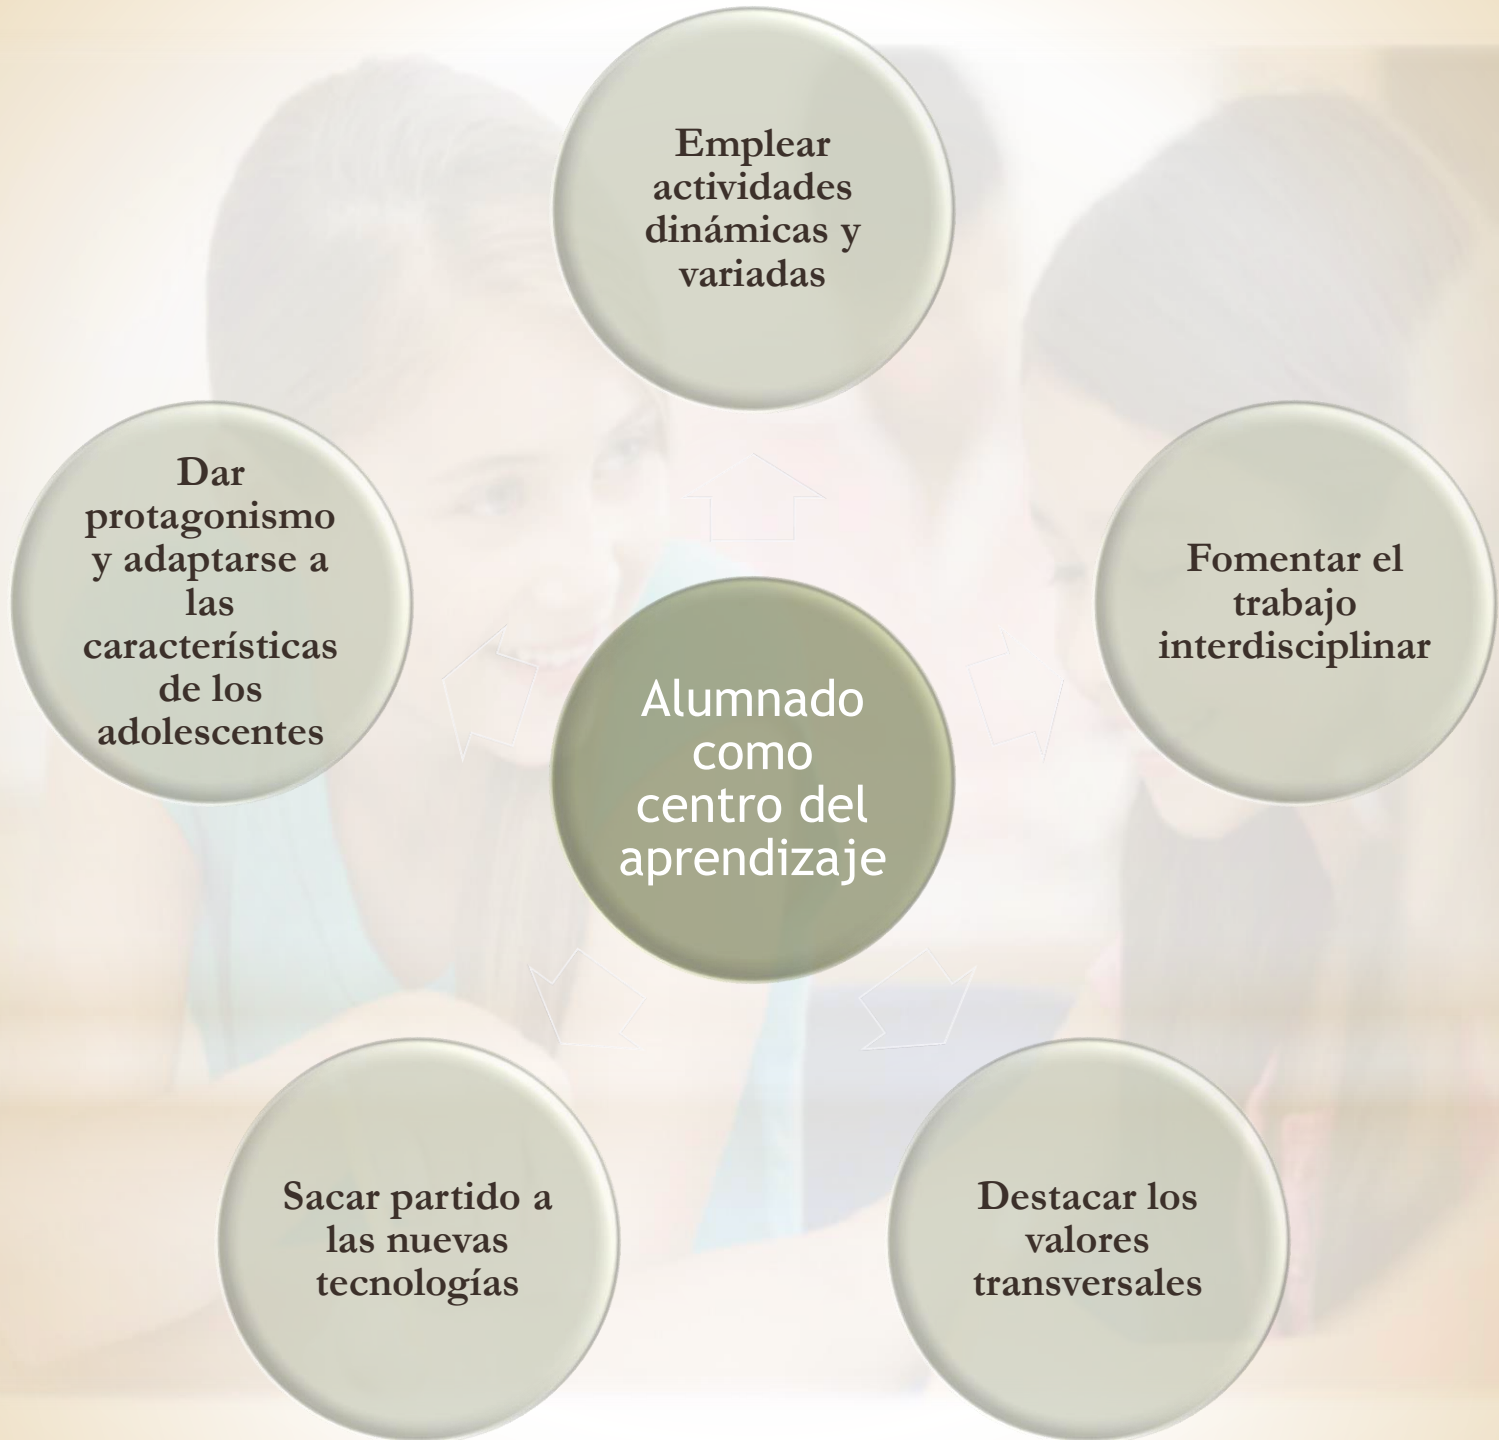 Emplear
actividades
dinámicas y
variadas
Dar
protagonismo
y adaptarse a
las
características
de los
adolescentes
Fomentar el
trabajo
interdisciplinar
Alumnado
como
centro del
aprendizaje
Sacar partido a
las nuevas
tecnologías
Destacar los
valores
transversales